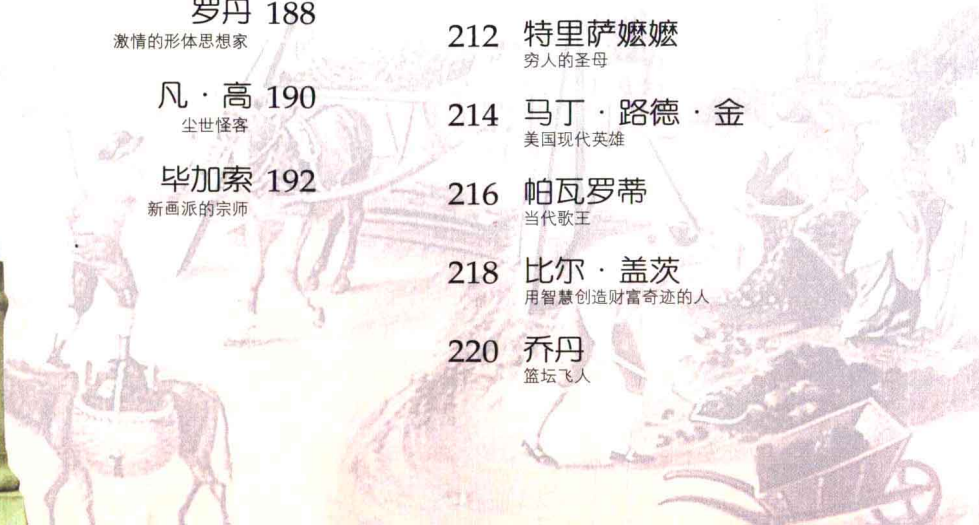 罗丹 188
激情的形体思想家
凡·高 190
尘世怪客
毕加索 192
新画派的宗师
212 特里萨嬷嬷
穷人的圣母
214 马丁·路德·金
美国现代英雄
216 帕瓦罗蒂
当代歌王
218 比尔·盖茨
用智慧创造财富奇迹的人
220 乔丹
篮坛飞人